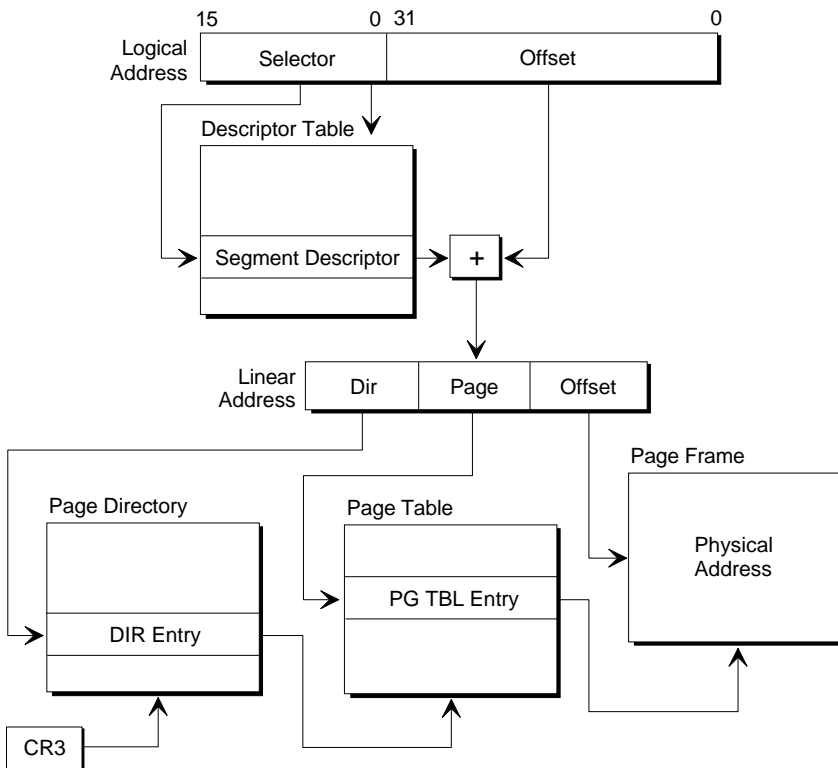 15 0 31 0
Logical
Address
Selector
Offset
Descriptor Table
Segment Descriptor
+
Linear
Address
Dir
Page
Offset
Page Frame
Page Directory
Page Table
Physical
Address
PG TBL Entry
DIR Entry
CR3